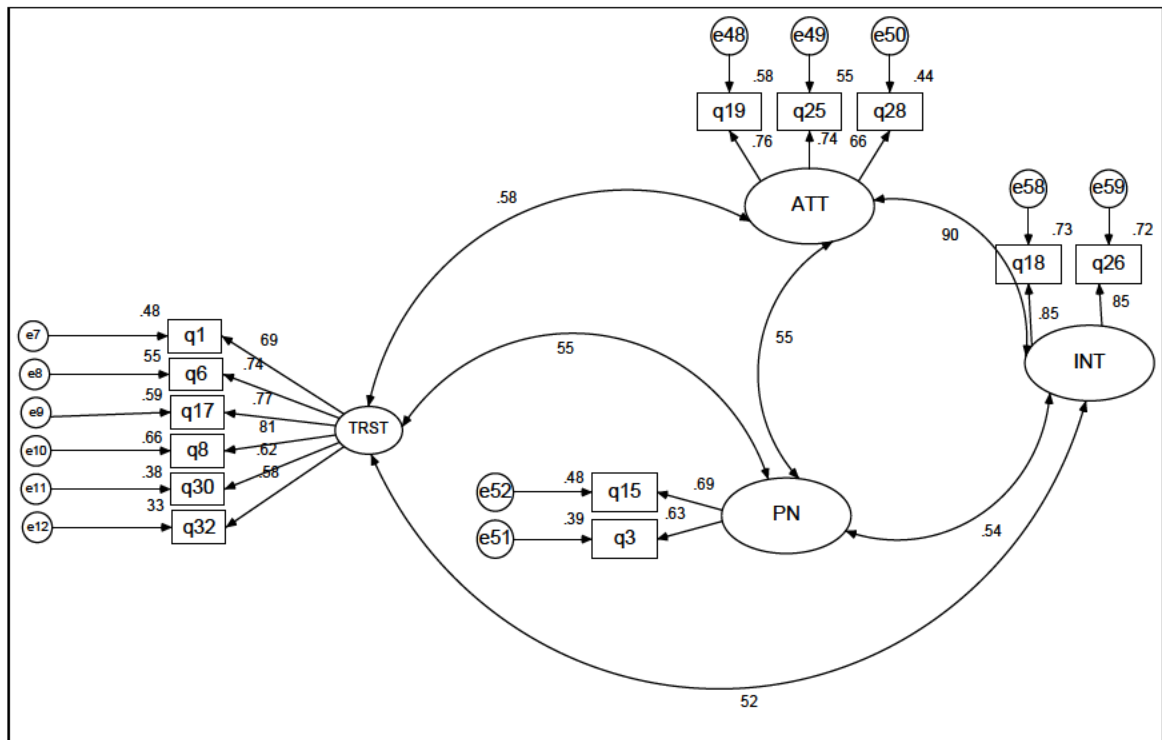 e48 e49 e50
.58 55 .44
q19 q25 q28
.76 .74 66
ATT
e58 e59
.58
90
.73 .72
q18 q26
.85 85
INT
.48
e7 q1 69
55
e8 q6 .74
.59
e9 q17 .77
81
.66
e10 q8 .62
.38
e11 q30 .58
33
e12 q32
TRST
55
55
e52 .48 q15 .69
e51 .39 q3 .63
PN
.54
52